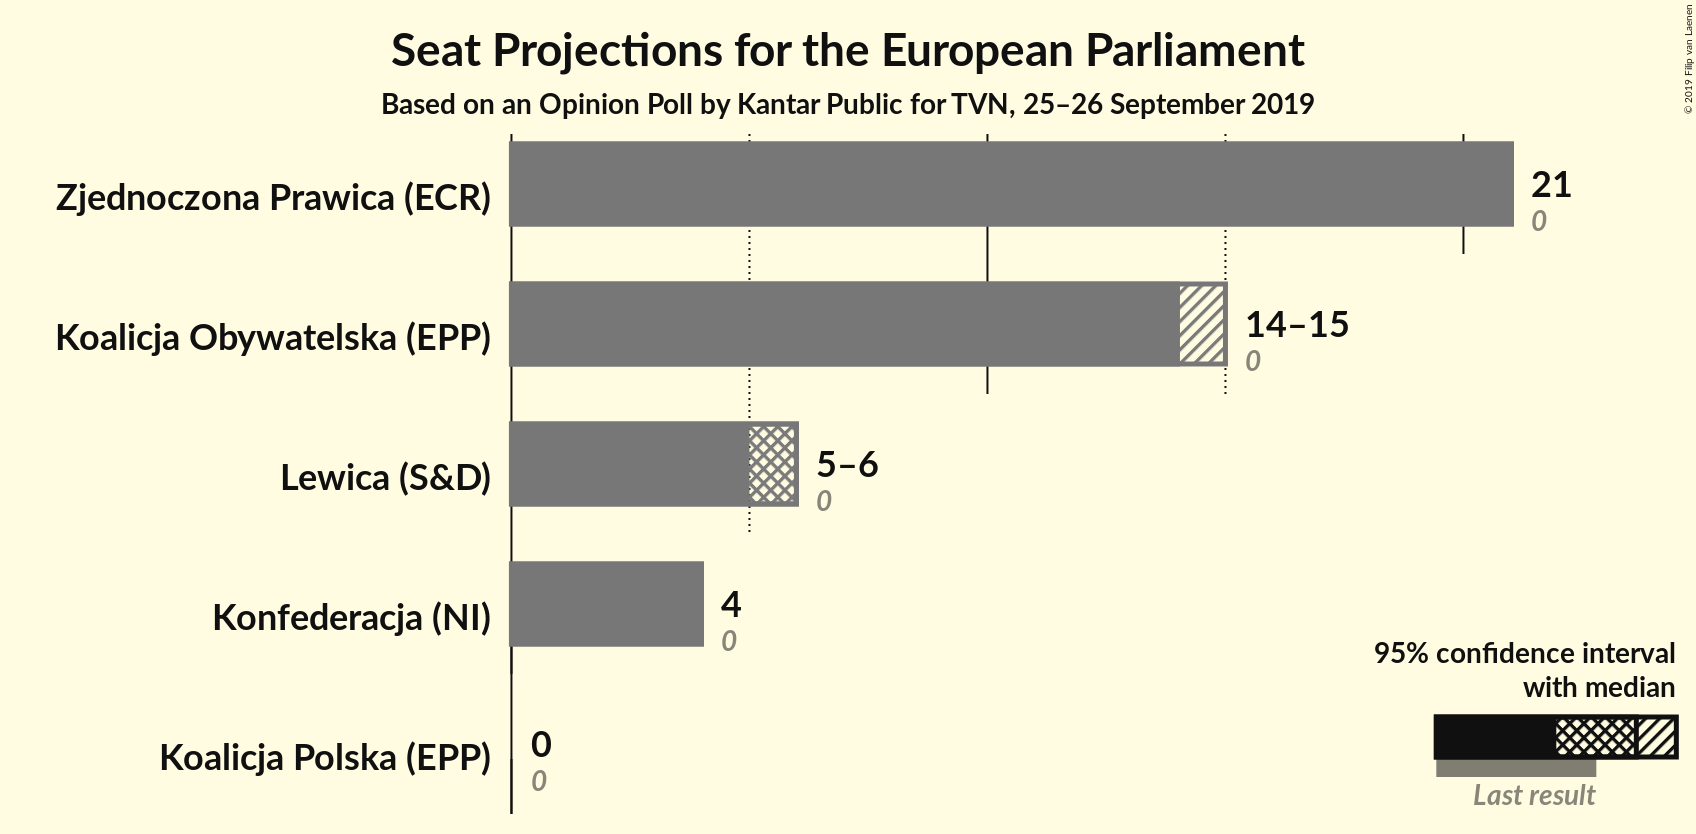 Seat Projections for the European Parliament
Based on an Opinion Poll by Kantar Public for TVN, 25–26 September 2019
© 2019 Filip van Laenen
Zjednoczona Prawica (ECR)
21
0
Koalicja Obywatelska (EPP)
14–15
0
Lewica (S&D)
5–6
0
Konfederacja (NI)
4
0
Koalicja Polska (EPP)
0
0
95% confidence interval
with median
Last result